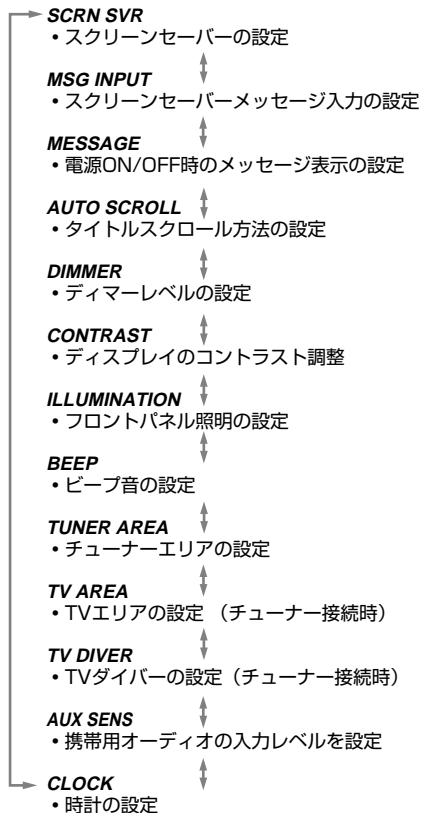 SCRN SVR
• スクリーンセーバーの設定
MSG INPUT
• スクリーンセーバーメッセージ入力の設定
MESSAGE
• 電源ON/OFF時のメッセージ表示の設定
AUTO SCROLL
• タイトルスクロール方法の設定
DIMMER
• ディマーレベルの設定
CONTRAST
• ディスプレイのコントラスト調整
ILLUMINATION
• フロントパネル照明の設定
BEEP
• ビープ音の設定
TUNER AREA
• チューナーエリアの設定
TV AREA
• TVエリアの設定 （チューナー接続時）
TV DIVER
• TVダイバーの設定（チューナー接続時）
AUX SENS
• 携帯用オーディオの入力レベルを設定
CLOCK
• 時計の設定